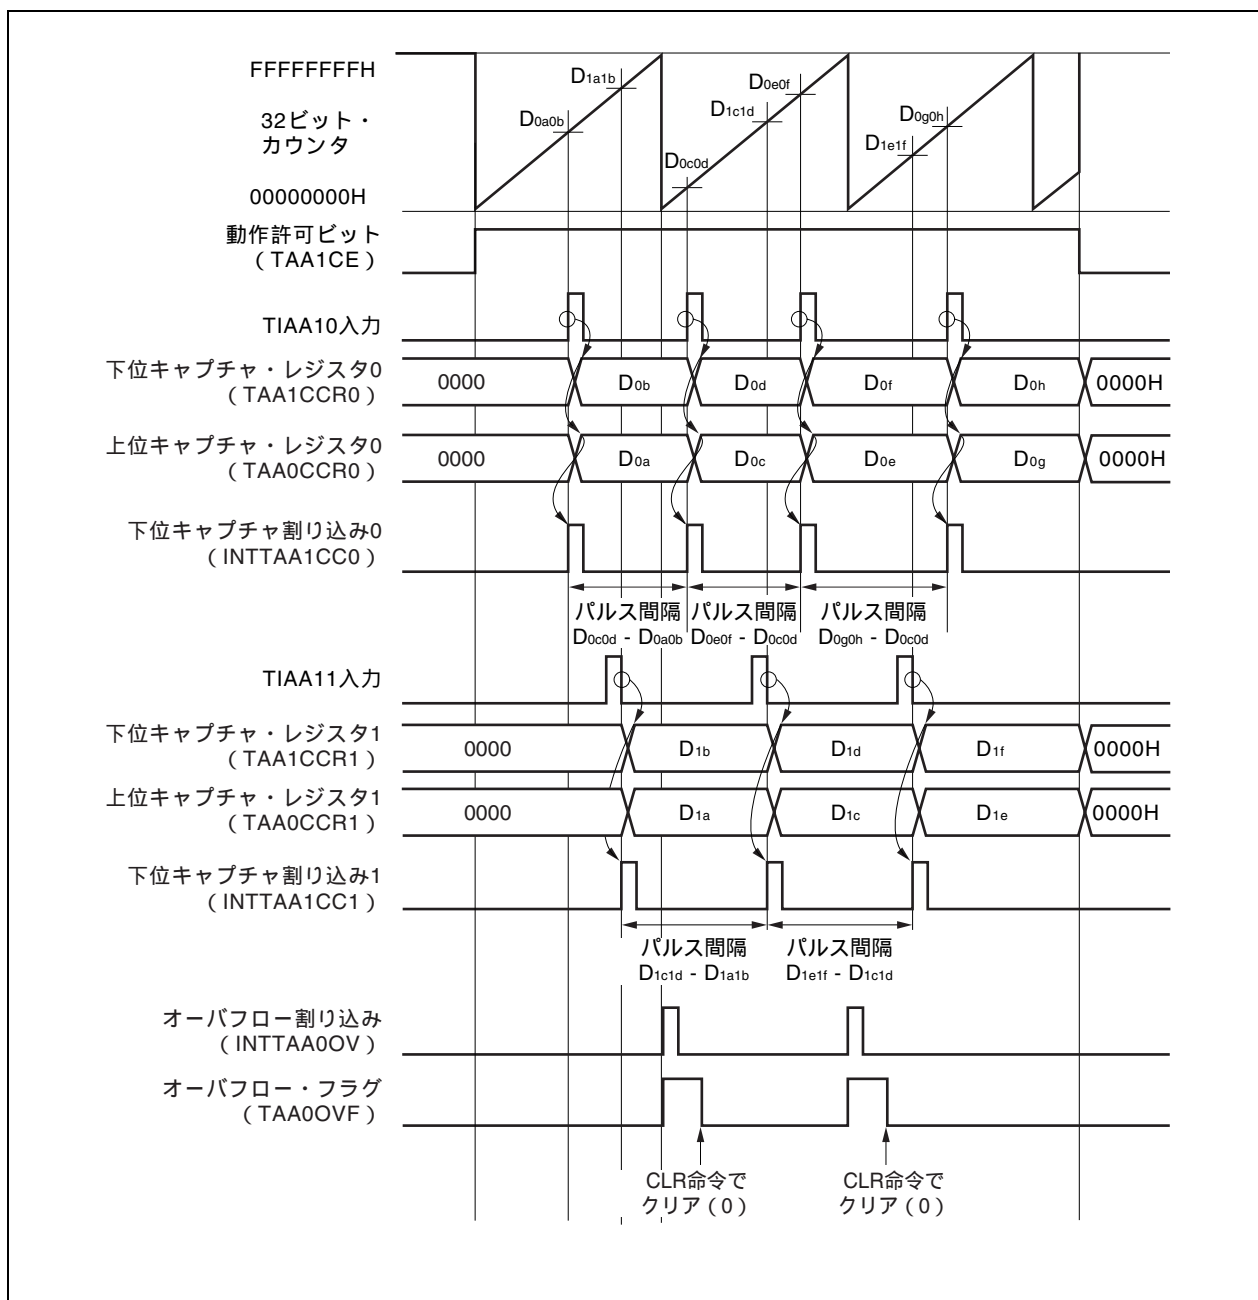 FFFFFFFFH
32ビット・
カウンタ
00000000H
D0a0b
D1a1b
D0c0d
D1c1d
D0e0f
D1e1f
D0g0h
動作許可ビット
（TAA1CE）
TIAA10入力
下位キャプチャ・レジスタ0
（TAA1CCR0）
0000 D0b D0d D0f D0h 0000H
上位キャプチャ・レジスタ0
（TAA0CCR0）
0000 D0a D0c D0e D0g 0000H
下位キャプチャ割り込み0
（INTTAA1CC0）
パルス間隔 パルス間隔 パルス間隔
D0c0d - D0a0b D0e0f - D0c0d D0g0h - D0c0d
TIAA11入力
下位キャプチャ・レジスタ1
（TAA1CCR1）
0000 D1b D1d D1f 0000H
上位キャプチャ・レジスタ1
（TAA0CCR1）
0000 D1a D1c D1e 0000H
下位キャプチャ割り込み1
（INTTAA1CC1）
パルス間隔 パルス間隔
D1c1d - D1a1b D1e1f - D1c1d
オーバフロー割り込み
（INTTAA0OV）
オーバフロー・フラグ
（TAA0OVF）
CLR命令で CLR命令で
クリア（0） クリア（0）